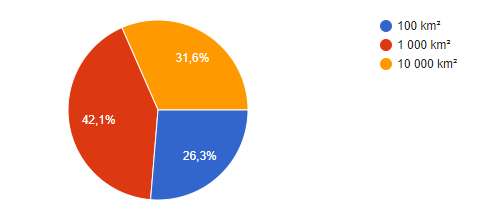 100 km²
1 000 km²
10 000 km²
31,6%
42,1%
26,3%